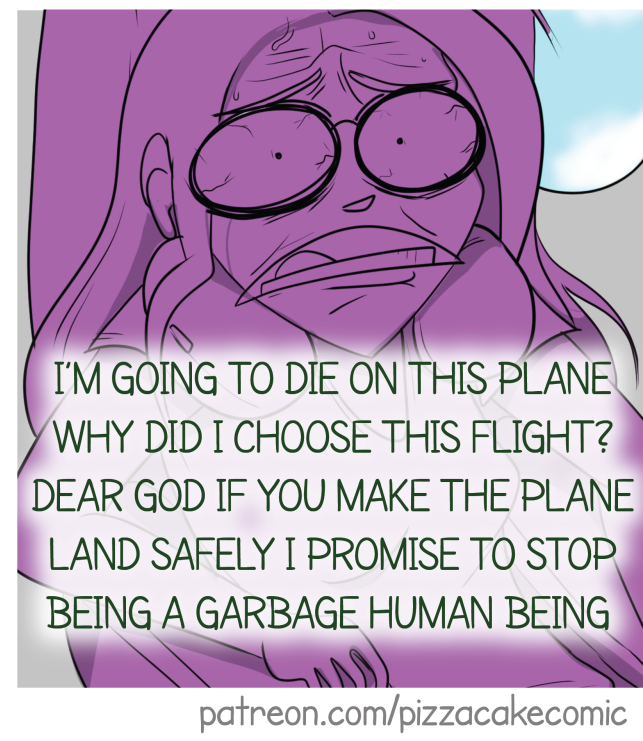 I'M GOING TO DIE ON THIS PLANE
WHY DID I CHOOSE THIS FLIGHT?
DEAR GOD IF YOU MAKE THE PLANE
LAND SAFELY I PROMISE TO STOP
BEING A GARBAGE HUMAN BEING
patreon.com/pizzacakecomic